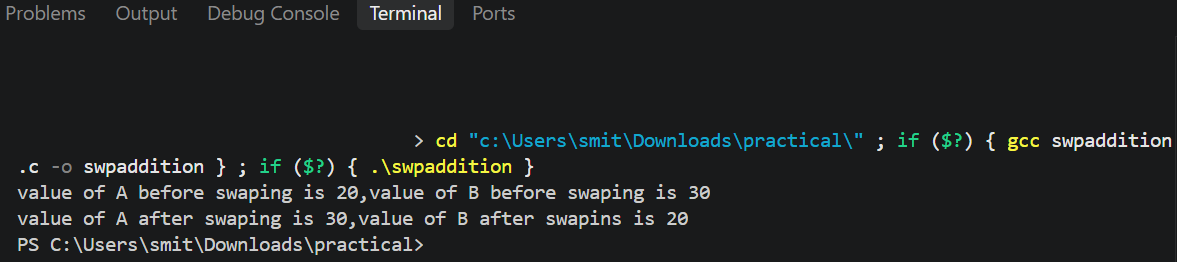 Problems Output Debug Console Terminal Ports
> cd "c:\Users\smit\Downloads\practical\" ; if ($?) { gcc swpaddition
.c -o swpaddition } ; if ($?) { .\swpaddition }
value of A before swaping is 20,value of B before swaping is 30
value of A after swaping is 30,value of B after swapins is 20
PS C:\Users\smit\Downloads\practical>